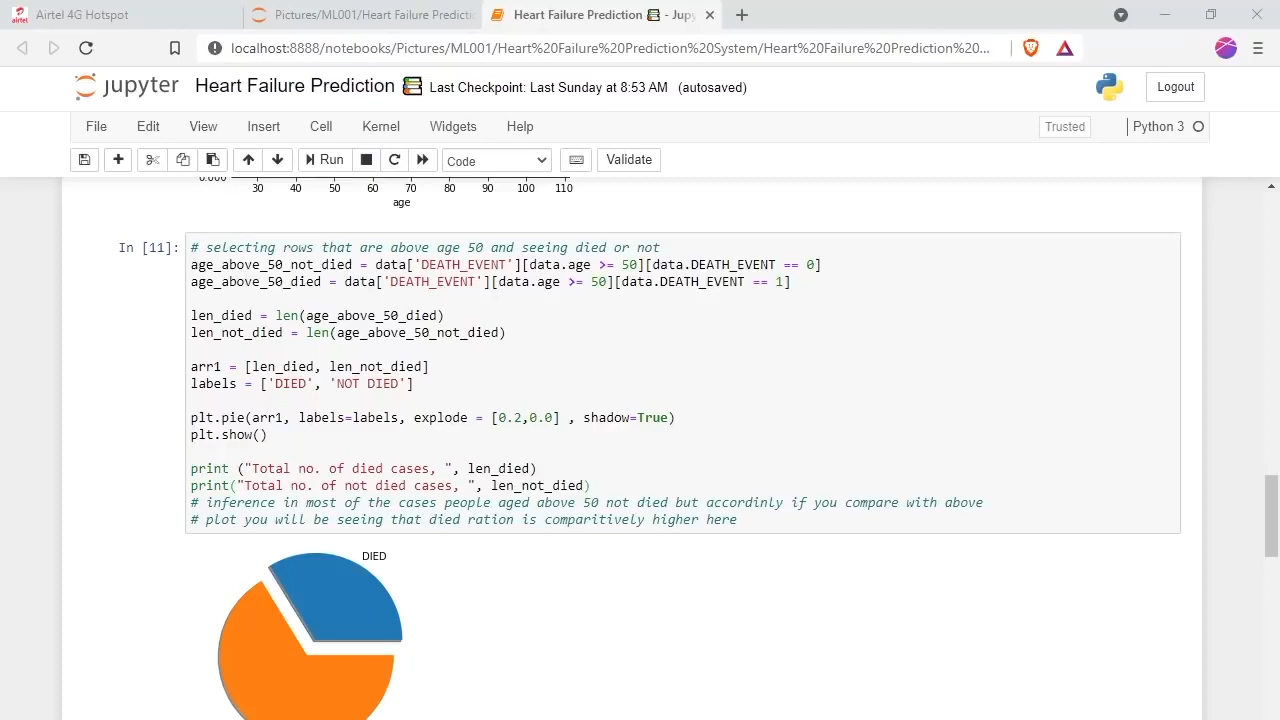 airtel Airtel 4G Hotspot
Pictures/ML001/Heart Failure Predictic
Heart Failure Prediction - Jupy
localhost:8888/notebooks/Pictures/ML001/Heart%20Failure%20Prediction%20System/Heart%20Failure%20Prediction%20...
jupyter Heart Failure Prediction Last Checkpoint: Last Sunday at 8:53 AM (autosaved)
Logout
File Edit View Insert Cell Kernel Widgets Help
Trusted Python 3
Run Code Validate
0.000
30 40 50 60 70 80 90 100 110
age
In [11]:
# selecting rows that are above age 50 and seeing died or not
age_above_50_not_died = data['DEATH_EVENT'][data.age >= 50][data.DEATH_EVENT == 0]
age_above_50_died = data['DEATH_EVENT'][data.age >= 50][data.DEATH_EVENT == 1]
len_died = len(age_above_50_died)
len_not_died = len(age_above_50_not_died)
arr1 = [len_died, len_not_died]
labels = ['DIED', 'NOT DIED']
plt.pie(arr1, labels=labels, explode = [0.2,0.0] , shadow=True)
plt.show()
print ("Total no. of died cases, ", len_died)
print("Total no. of not died cases, ", len_not_died)
# inference in most of the cases people aged above 50 not died but accordinly if you compare with above
# plot you will be seeing that died ration is comparitively higher here
DIED